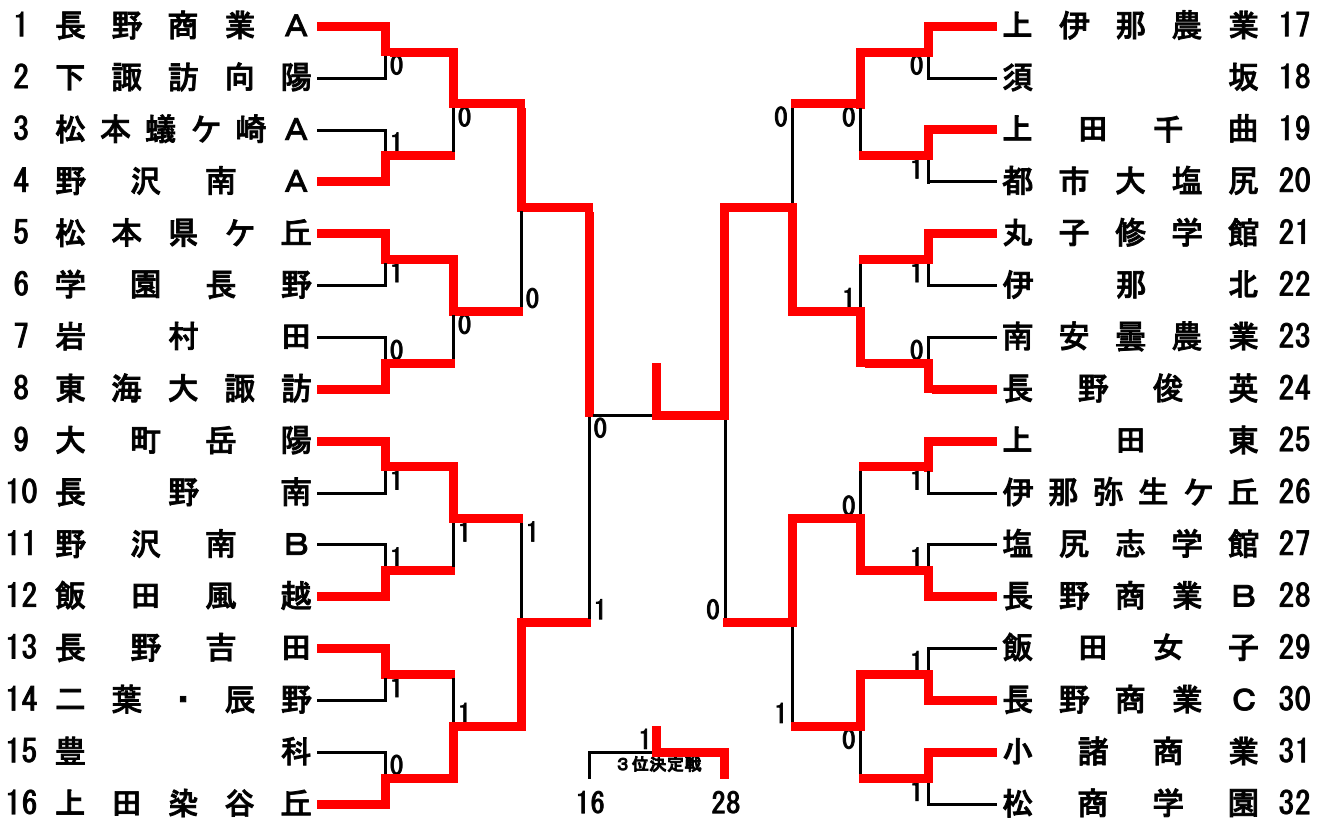 1 長野商業A
0
2 下諏訪向陽
0
3 松本蟻ケ崎A
1
4 野沢南A
5 松本県ケ丘
1
6 学園長野
0
0
7 岩村田
0
8 東海大諏訪
0
9 大町岳陽
1
10 長野南
1
1
11 野沢南B
1
12 飯田風越
1
13 長野吉田
1
14 二葉・辰野
1
15 豊科
0
16 上田染谷丘
上伊那農業 17
0
須坂 18
0
0
上田千曲 19
1
都市大塩尻 20
丸子修学館 21
1
伊那北 22
1
南安曇農業 23
0
長野俊英 24
上田東 25
1
伊那弥生ケ丘 26
0
塩尻志学館 27
1
長野商業B 28
0
飯田女子 29
1
長野商業C 30
1
0
小諸商業 31
1
松商学園 32
1
3位決定戦
16 28